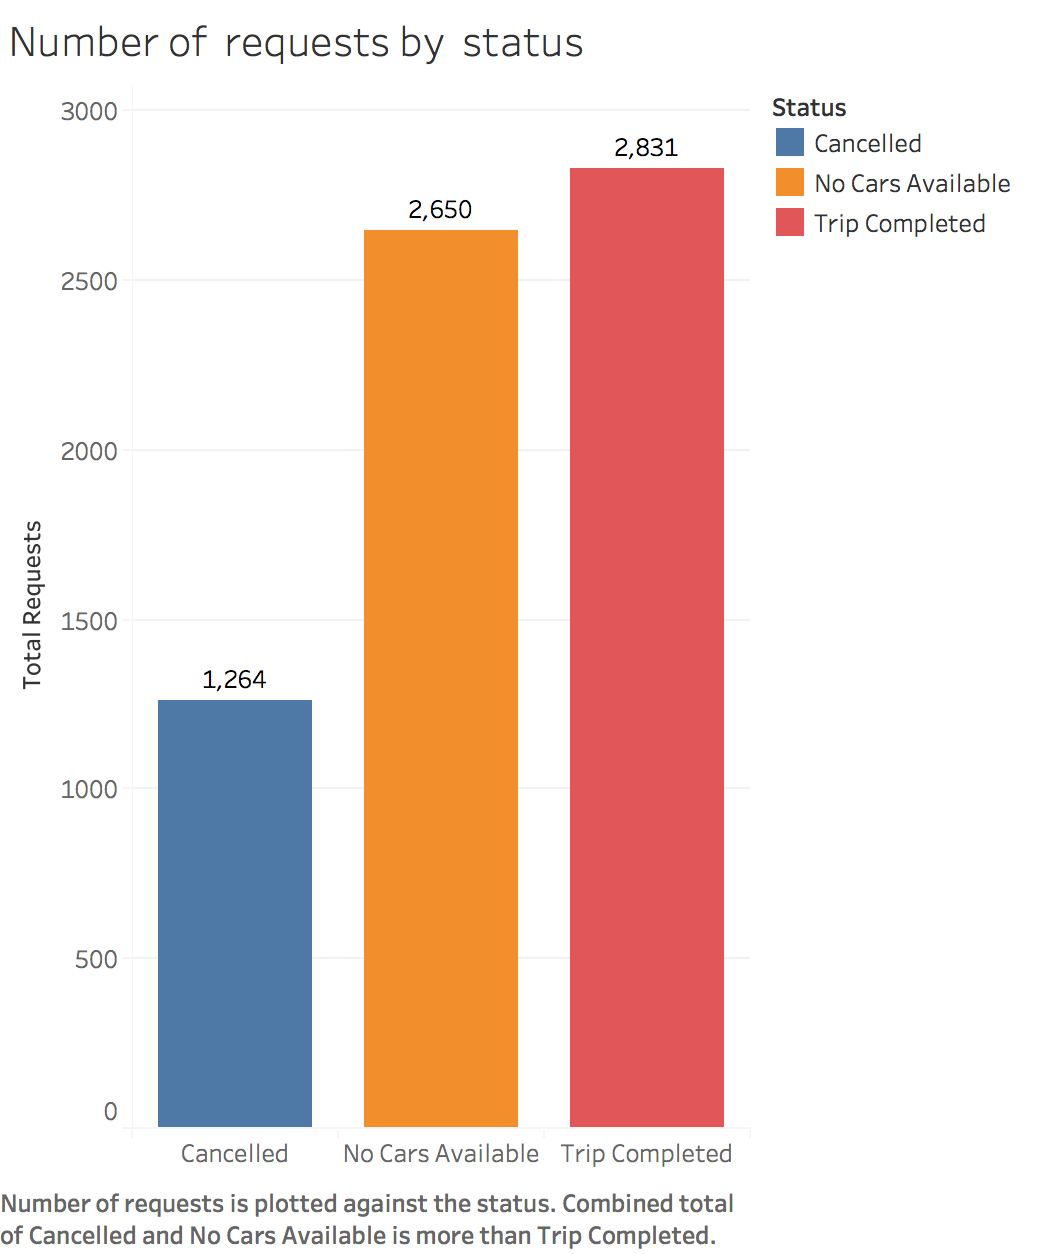 Number of requests by status
Status
Cancelled
No Cars Available
Trip Completed
Total Requests
3000
2500
2000
1500
1000
500
0
2,831
2,650
1,264
Cancelled
No Cars Available
Trip Completed
Number of requests is plotted against the status. Combined total
of Cancelled and No Cars Available is more than Trip Completed.